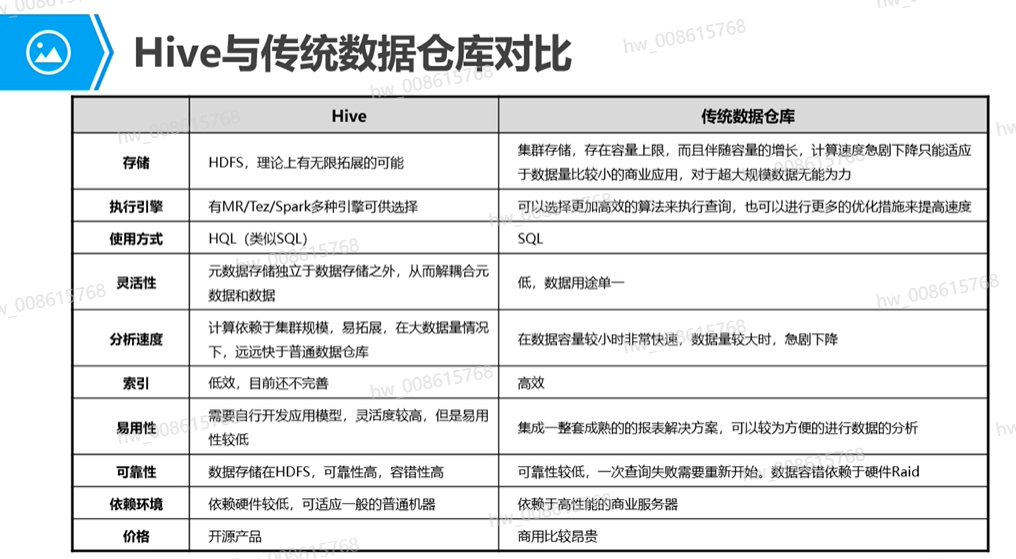 Hive与传统数据仓库对比
Hive
传统数据仓库
存储
HDFS，理论上有无限拓展的可能
集群存储，存在容量上限，而且伴随容量的增长，计算速度急剧下降只能适应
于数据量比较小的商业应用，对于超大规模数据无能为力
执行引擎
有MR/Tez/Spark多种引擎可供选择
可以选择更加高效的算法来执行查询，也可以进行更多的优化措施来提高速度
使用方式
HQL（类似SQL）
SQL
灵活性
元数据存储独立于数据存储之外，从而解耦合元
数据和数据
低，数据用途单一
分析速度
计算依赖于集群规模，易拓展，在大数据量情况
下，远远快于普通数据仓库
在数据容量较小时非常快速，数据量较大时，急剧下降
索引
低效，目前还不完善
高效
易用性
需要自行开发应用模型，灵活度较高，但是易用
性较低
集成一整套成熟的的报表解决方案，可以较为方便的进行数据的分析
可靠性
数据存储在HDFS，可靠性高，容错性高
可靠性较低，一次查询失败需要重新开始。数据容错依赖于硬件Raid
依赖环境
依赖硬件较低，可适应一般的普通机器
依赖于高性能的商业服务器
价格
开源产品
商用比较昂贵
hw_008615768
hw_008615768
hw_008615768
hw_008615768
hw_008615768
hw_008615768
hw_008615768
hw_008615768
hw_008615768
hw_008615768
hw_008615768
hw_008615768
hw_008615768